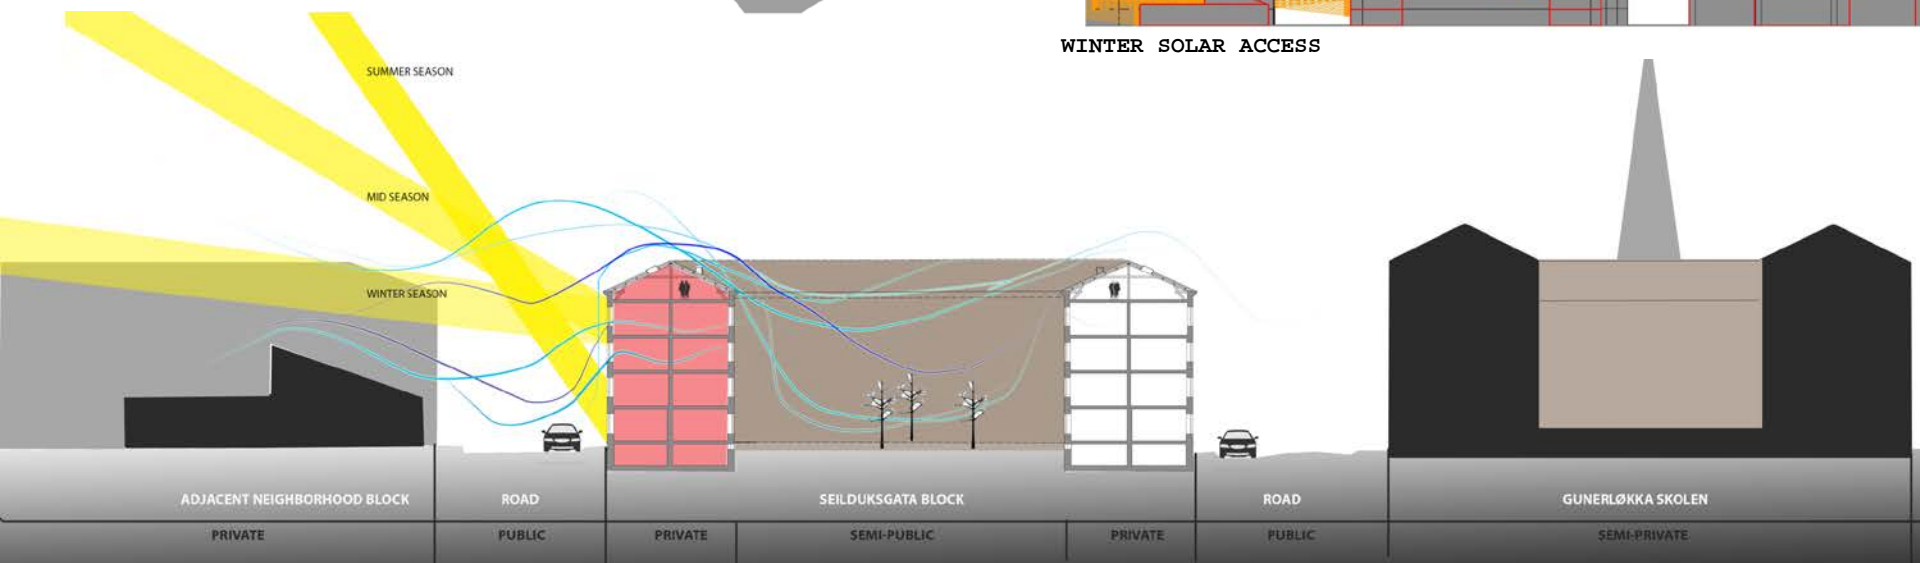 WINTER SOLAR ACCESS
SUMMER SEASON
MID SEASON
WINTER SEASON
ADJACENT NEIGHBORHOOD BLOCK
ROAD
SEILDUKSGATA BLOCK
ROAD
GUNERLØKKA SKOLEN
PRIVATE
PUBLIC
PRIVATE
SEMI-PUBLIC
PRIVATE
PUBLIC
SEMI-PRIVATE